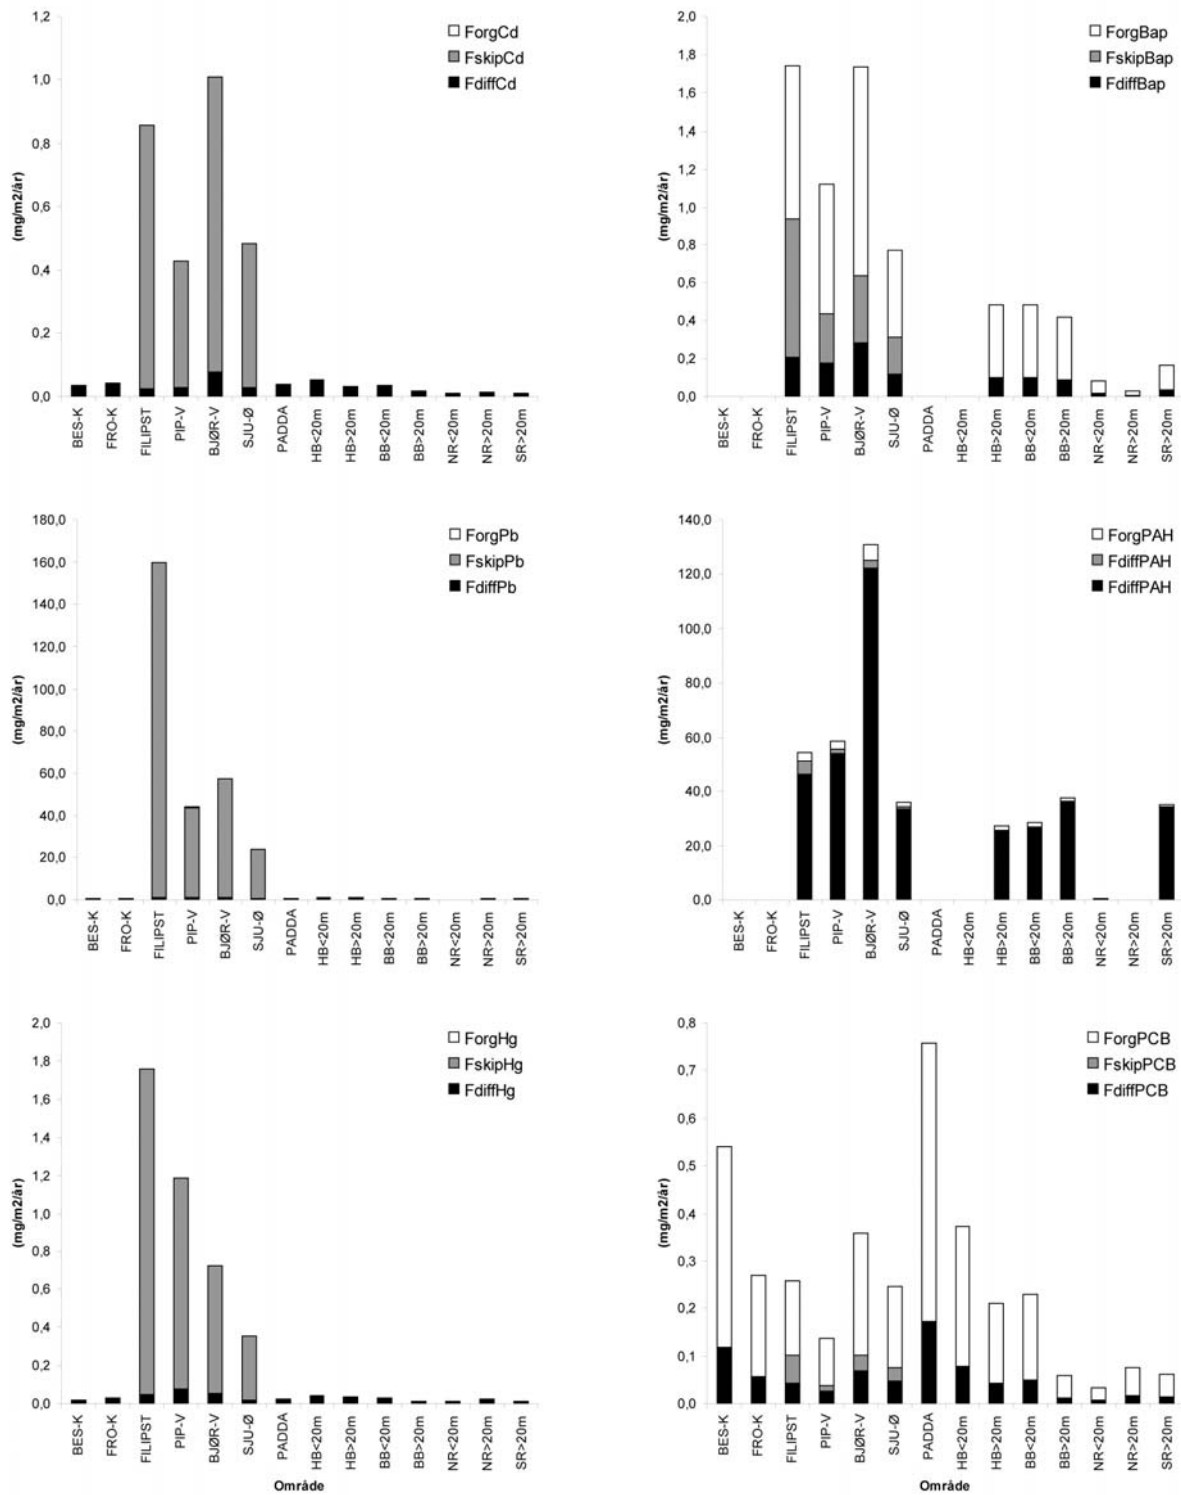 1,2
1,0
0,8
0,6
0,4
0,2
0,0
(mg/m2/år)
ForgCd
FskipCd
FdiffCd
BES-K
FRO-K
FILIPST
PIP-V
BJØR-V
SJU-Ø
PADDA
HB<20m
HB>20m
BB<20m
BB>20m
NR<20m
NR>20m
SR>20m
2,0
1,8
1,6
1,4
1,2
1,0
0,8
0,6
0,4
0,2
0,0
(mg/m2/år)
ForgBap
FskipBap
FdiffBap
BES-K
FRO-K
FILIPST
PIP-V
BJØR-V
SJU-Ø
PADDA
HB<20m
HB>20m
BB<20m
BB>20m
NR<20m
NR>20m
SR>20m
180,0
160,0
140,0
120,0
100,0
80,0
60,0
40,0
20,0
0,0
(mg/m2/år)
ForgPb
FskipPb
FdiffPb
BES-K
FRO-K
FILIPST
PIP-V
BJØR-V
SJU-Ø
PADDA
HB<20m
HB>20m
BB<20m
BB>20m
NR<20m
NR>20m
SR>20m
140,0
120,0
100,0
80,0
60,0
40,0
20,0
0,0
(mg/m2/år)
ForgPAH
FdiffPAH
FdiffPAH
BES-K
FRO-K
FILIPST
PIP-V
BJØR-V
SJU-Ø
PADDA
HB<20m
HB>20m
BB<20m
BB>20m
NR<20m
NR>20m
SR>20m
2,0
1,8
1,6
1,4
1,2
1,0
0,8
0,6
0,4
0,2
0,0
(mg/m2/år)
ForgHg
FskipHg
FdiffHg
BES-K
FRO-K
FILIPST
PIP-V
BJØR-V
SJU-Ø
PADDA
HB<20m
HB>20m
BB<20m
BB>20m
NR<20m
NR>20m
SR>20m
Område
0,8
0,7
0,6
0,5
0,4
0,3
0,2
0,1
0,0
(mg/m2/år)
ForgPCB
FskipPCB
FdiffPCB
BES-K
FRO-K
FILIPST
PIP-V
BJØR-V
SJU-Ø
PADDA
HB<20m
HB>20m
BB<20m
BB>20m
NR<20m
NR>20m
SR>20m
Område